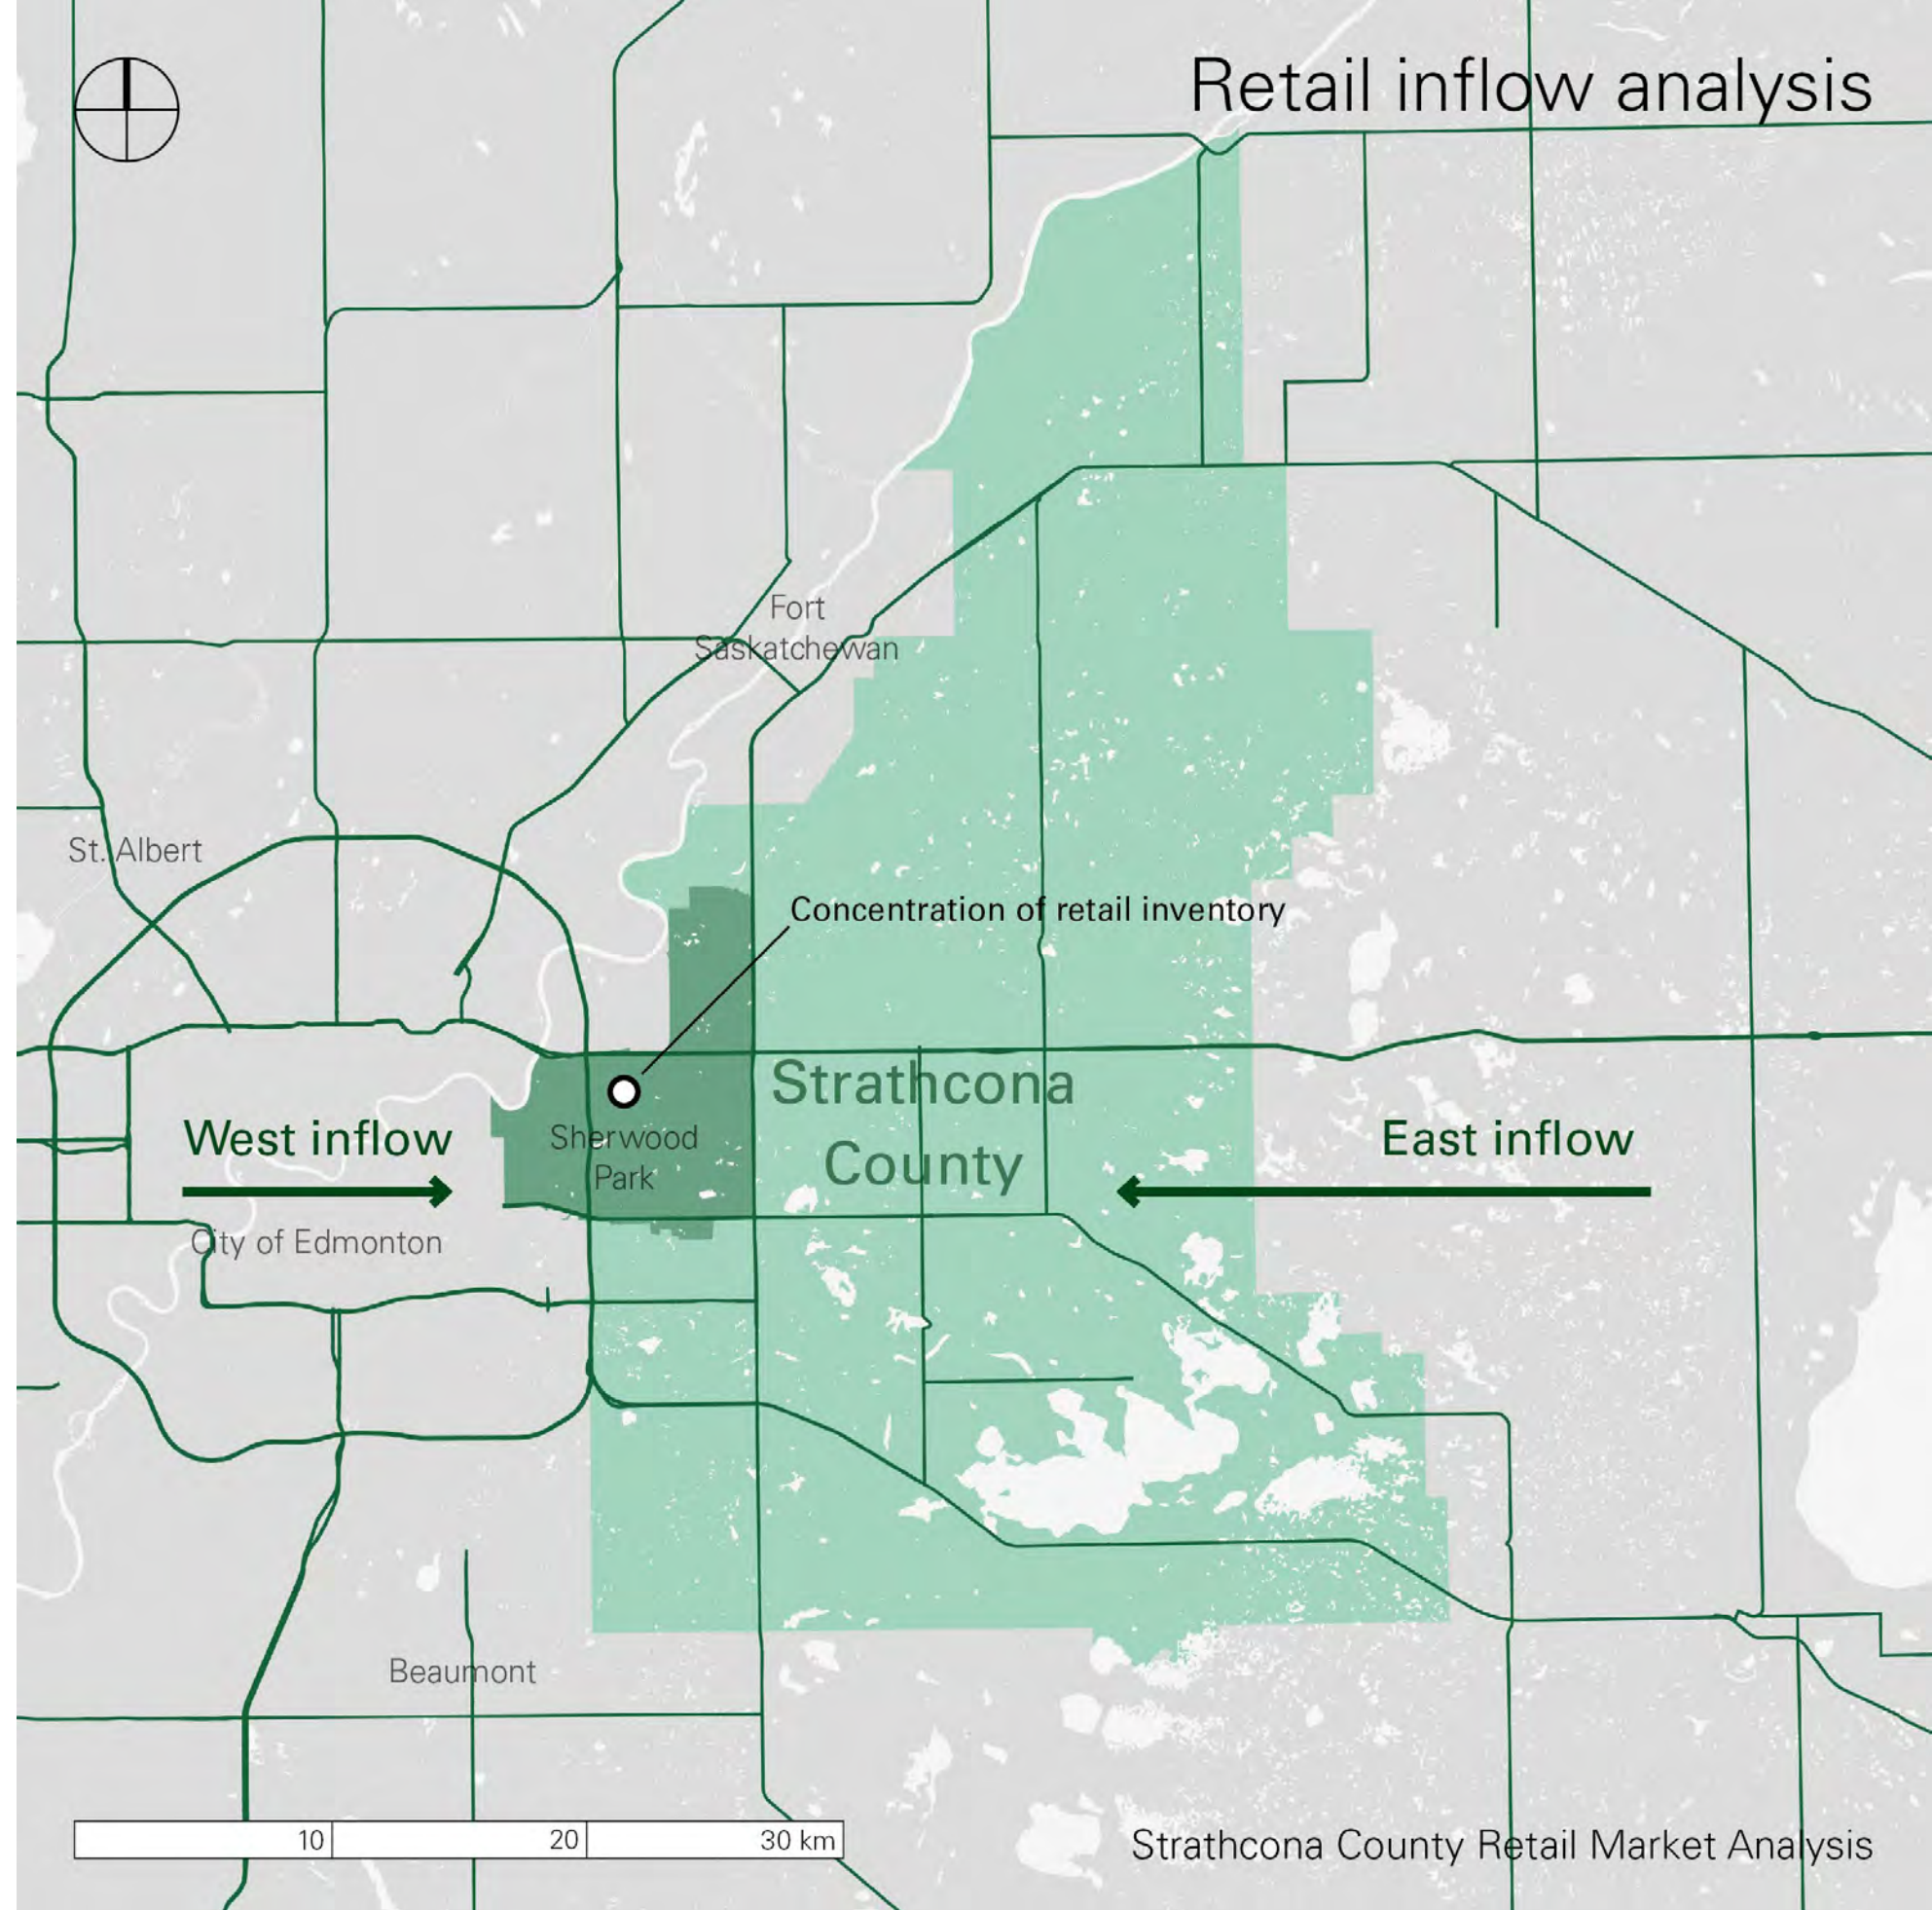 Retail inflow analysis
Fort
Saskatchewan
St. Albert
Concentration of retail inventory
Strathcona
County
West inflow
Sherwood
Park
East inflow
City of Edmonton
Beaumont
10
20
30 km
Strathcona County Retail Market Analysis